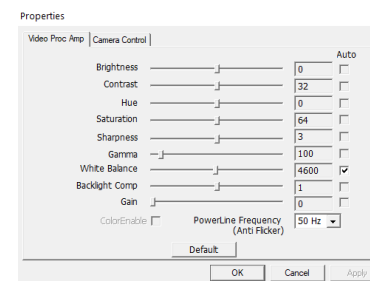 Properties
Video Proc Amp Camera Control
Auto
Brightness 0
Contrast 32
Hue 0
Saturation 64
Sharpness 3
Gamma 100
White Balance 4600
Backlight Comp 1
Gain 0
ColorEnable PowerLine Frequency 50 Hz
(Anti Flicker)
Default
OK Cancel Apply